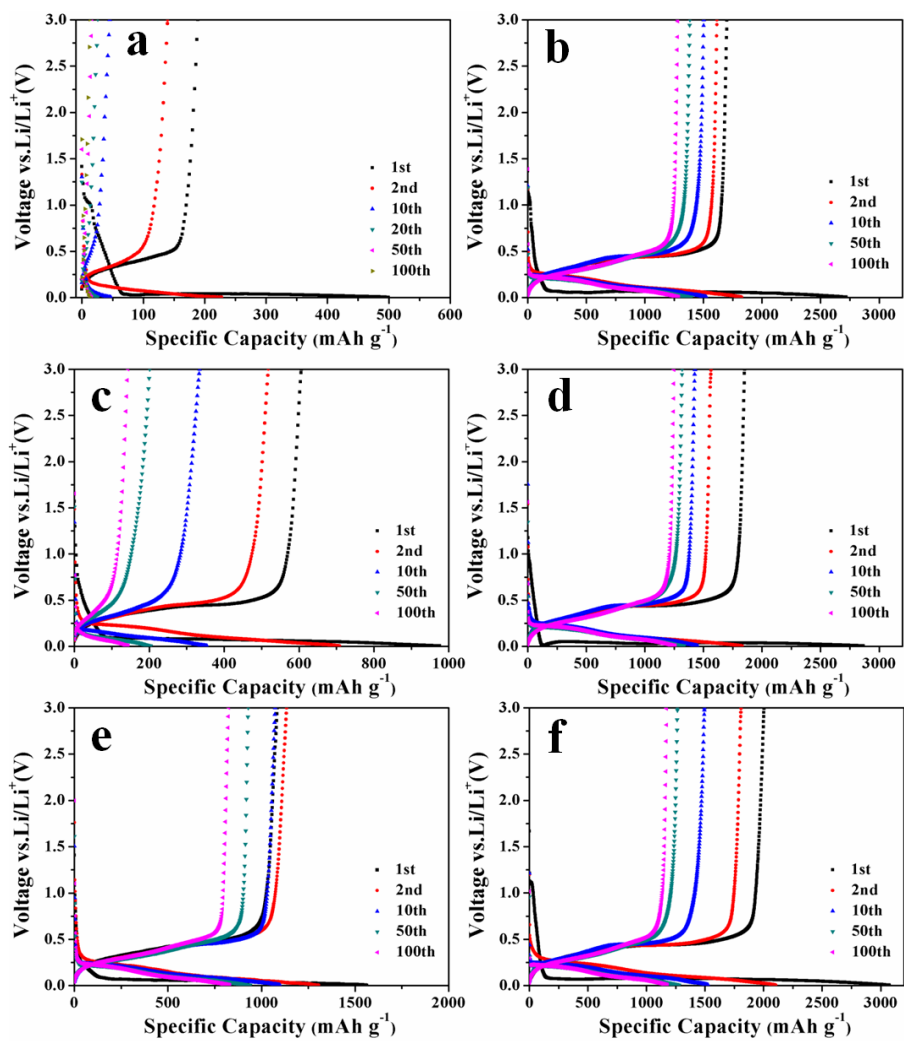 a
Voltage vs.Li/Li+(V)
3.0
2.5
2.0
1.5
1.0
0.5
0.0
1st
2nd
10th
20th
50th
100th
0 100 200 300 400 500 600
Specific Capacity (mAh g-1)
b
Voltage vs.Li/Li+(V)
3.0
2.5
2.0
1.5
1.0
0.5
0.0
1st
2nd
10th
50th
100th
0 500 1000 1500 2000 2500 3000
Specific Capacity (mAh g-1)
c
Voltage vs.Li/Li+(V)
3.0
2.5
2.0
1.5
1.0
0.5
0.0
1st
2nd
10th
50th
100th
0 200 400 600 800 1000
Specific Capacity (mAh g-1)
d
Voltage vs.Li/Li+(V)
3.0
2.5
2.0
1.5
1.0
0.5
0.0
1st
2nd
10th
50th
100th
0 500 1000 1500 2000 2500 3000
Specific Capacity (mAh g-1)
e
Voltage vs.Li/Li+(V)
3.0
2.5
2.0
1.5
1.0
0.5
0.0
1st
2nd
10th
50th
100th
0 500 1000 1500 2000
Specific Capacity (mAh g-1)
f
Voltage vs.Li/Li+(V)
3.0
2.5
2.0
1.5
1.0
0.5
0.0
1st
2nd
10th
50th
100th
0 500 1000 1500 2000 2500 3000
Specific Capacity (mAh g-1)